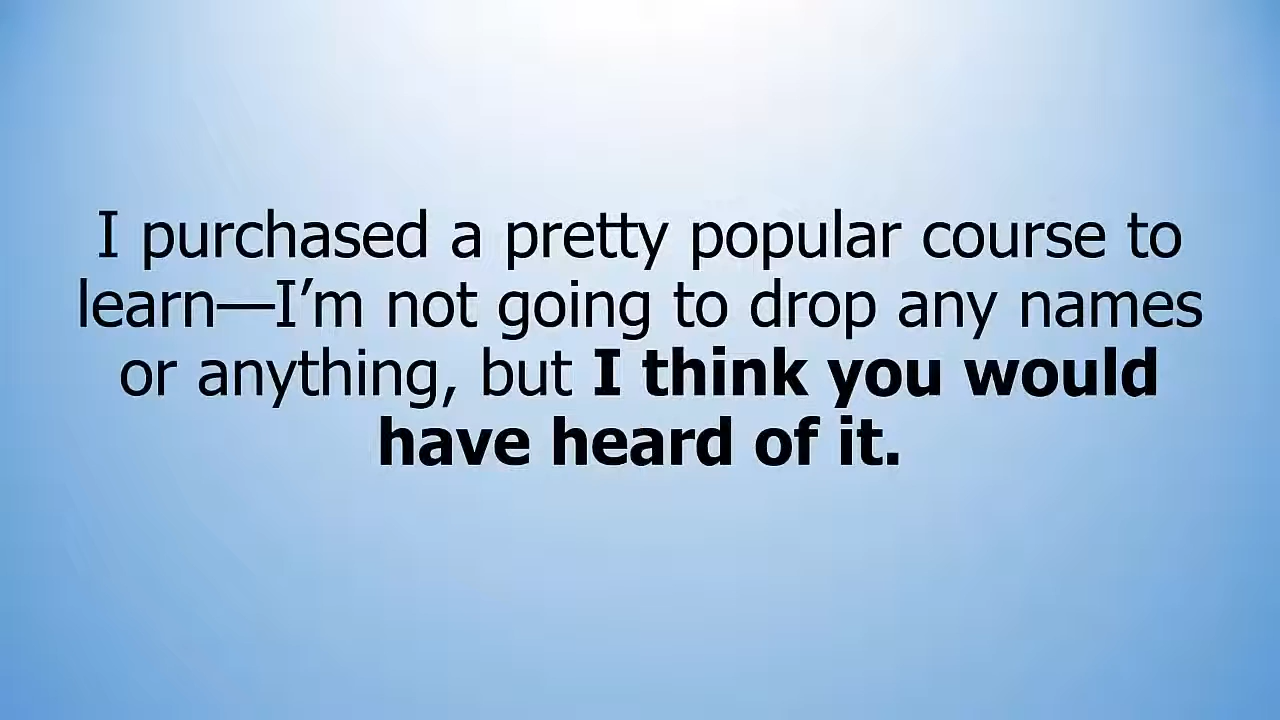 I purchased a pretty popular course to
learn—I’m not going to drop any names
or anything, but I think you would
have heard of it.